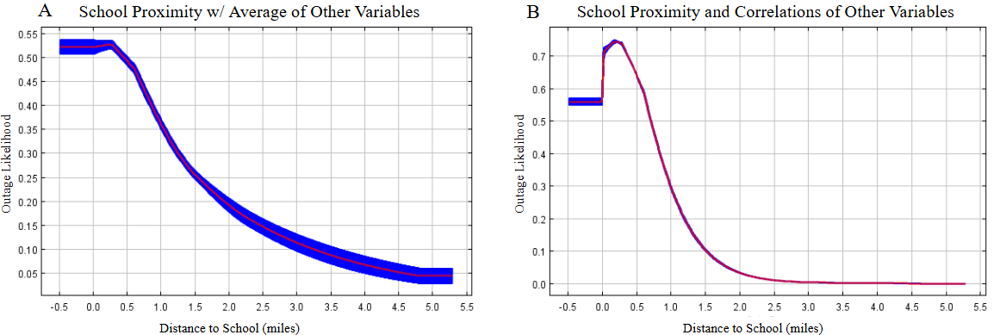 A School Proximity w/ Average of Other Variables
Outage Likelihood
0.55
0.50
0.45
0.40
0.35
0.30
0.25
0.20
0.15
0.10
0.05
-0.5 0.0 0.5 1.0 1.5 2.0 2.5 3.0 3.5 4.0 4.5 5.0 5.5
Distance to School (miles)
B School Proximity and Correlations of Other Variables
Outage Likelihood
0.7
0.6
0.5
0.4
0.3
0.2
0.1
0.0
-0.5 0.0 0.5 1.0 1.5 2.0 2.5 3.0 3.5 4.0 4.5 5.0 5.5
Distance to School (miles)